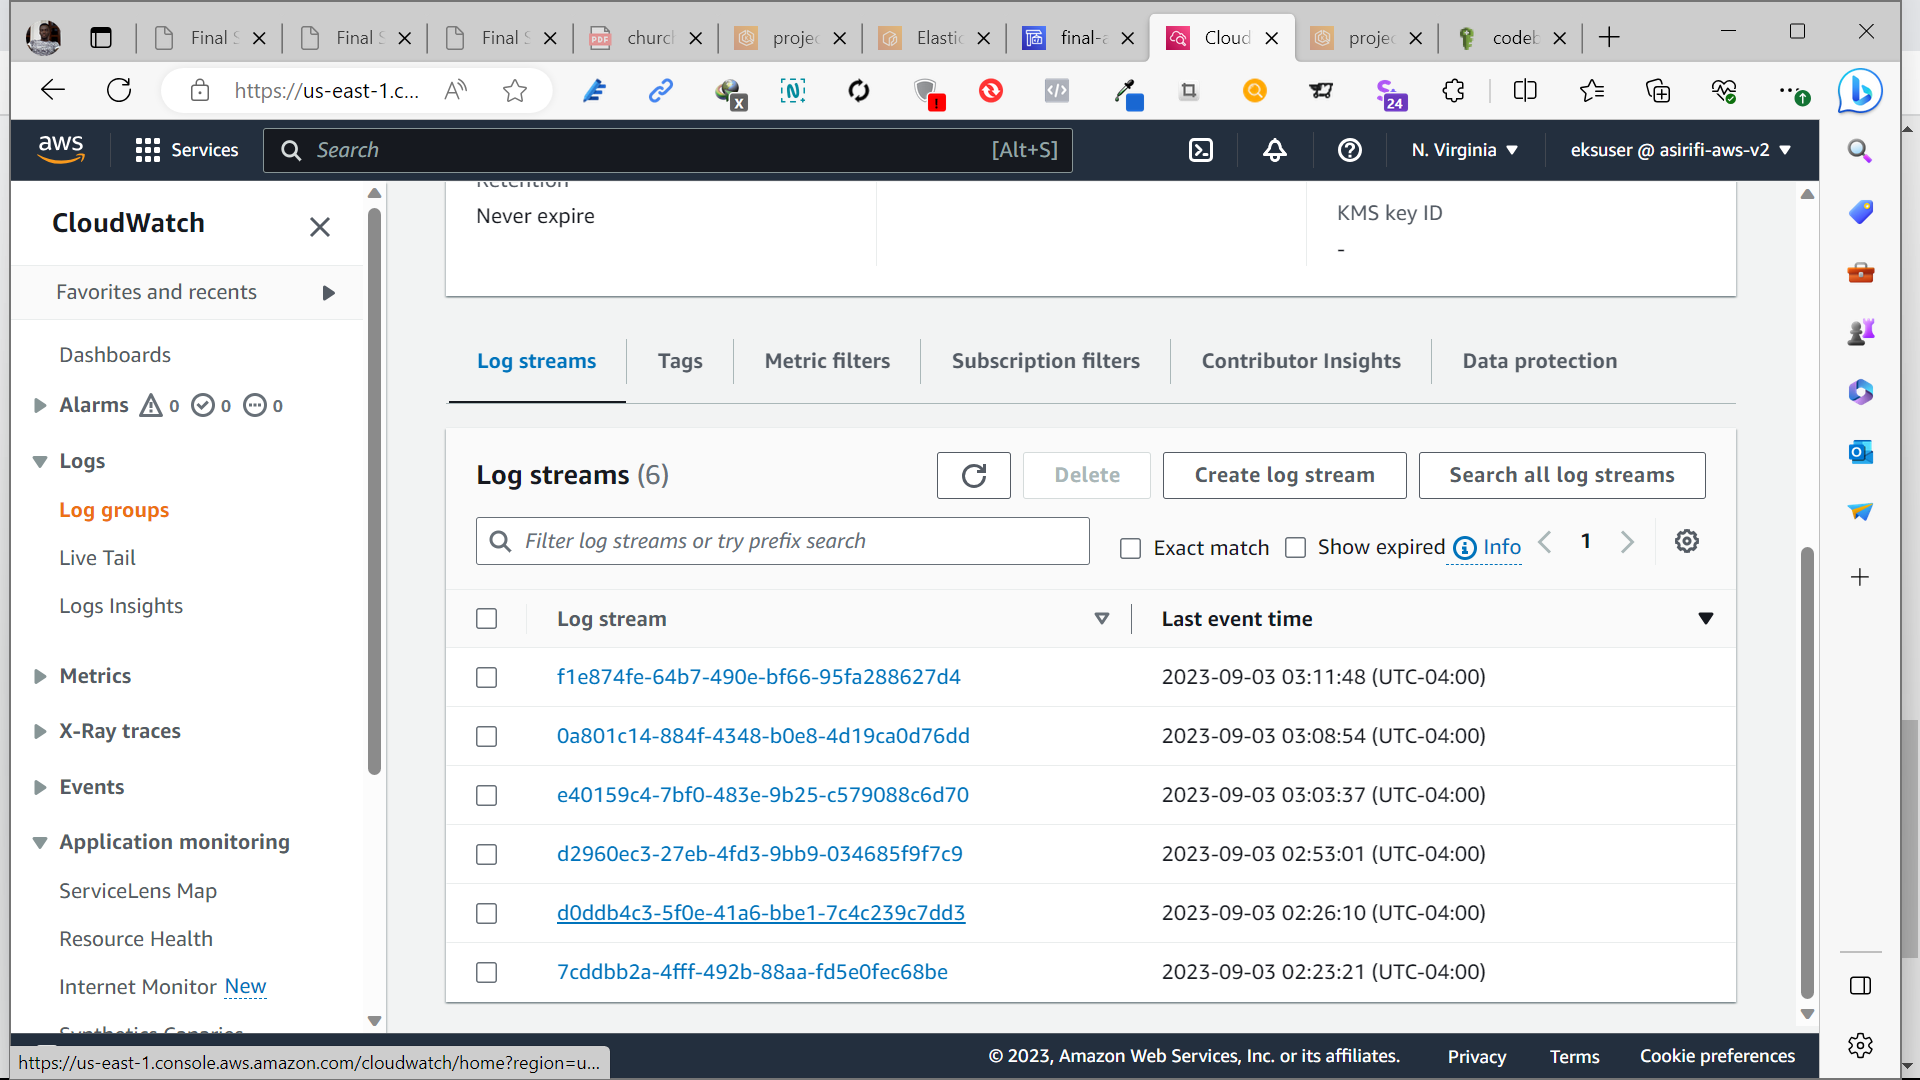 Final S
Final S
Final S
churc
projec
Elastic
final-a
Cloud
projec
codeb
https://us-east-1.c...
X
N
!
24
aws
Services
Search
[Alt+S]
N. Virginia
eksuser @ asirifi-aws-v2
CloudWatch
Favorites and recents
Dashboards
Alarms 0 0 0
Logs
Log groups
Live Tail
Logs Insights
Metrics
X-Ray traces
Events
Application monitoring
ServiceLens Map
Resource Health
Internet Monitor New
Synthetics Canaries
Retention
Never expire
KMS key ID
-
Log streams
Tags
Metric filters
Subscription filters
Contributor Insights
Data protection
Log streams (6)
Delete
Create log stream
Search all log streams
Filter log streams or try prefix search
Exact match
Show expired
Info
1
Log stream
Last event time
f1e874fe-64b7-490e-bf66-95fa288627d4
2023-09-03 03:11:48 (UTC-04:00)
0a801c14-884f-4348-b0e8-4d19ca0d76dd
2023-09-03 03:08:54 (UTC-04:00)
e40159c4-7bf0-483e-9b25-c579088c6d70
2023-09-03 03:03:37 (UTC-04:00)
d2960ec3-27eb-4fd3-9bb9-034685f9f7c9
2023-09-03 02:53:01 (UTC-04:00)
d0ddb4c3-5f0e-41a6-bbe1-7c4c239c7dd3
2023-09-03 02:26:10 (UTC-04:00)
7cddbb2a-4fff-492b-88aa-fd5e0fec68be
2023-09-03 02:23:21 (UTC-04:00)
https://us-east-1.console.aws.amazon.com/cloudwatch/home?region=u...
© 2023, Amazon Web Services, Inc. or its affiliates.
Privacy
Terms
Cookie preferences